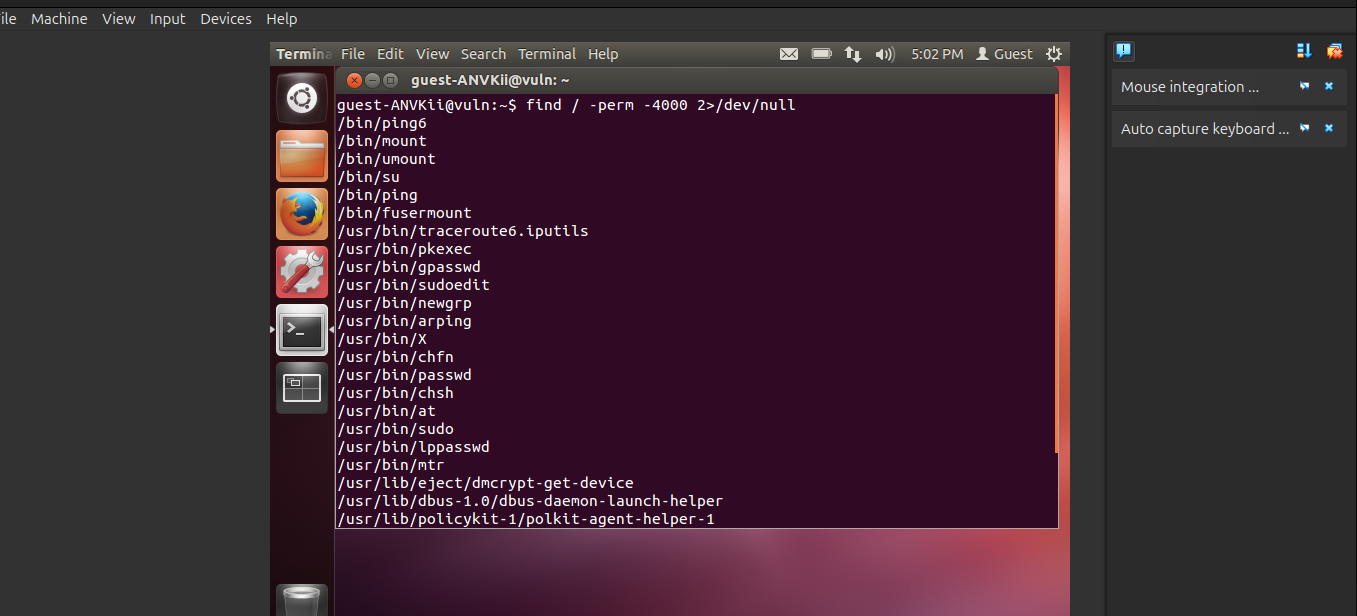 ile Machine View Input Devices Help
Termina File Edit View Search Terminal Help 5:02 PM Guest
Mouse integration ...
Auto capture keyboard ...
guest-ANVKii@vuln: ~
guest-ANVKii@vuln:~$ find / -perm -4000 2>/dev/null
/bin/ping6
/bin/mount
/bin/umount
/bin/su
/bin/ping
/bin/fusermount
/usr/bin/traceroute6.iputils
/usr/bin/pkexec
/usr/bin/gpasswd
/usr/bin/sudoedit
/usr/bin/newgrp
/usr/bin/arping
/usr/bin/X
/usr/bin/chfn
/usr/bin/passwd
/usr/bin/chsh
/usr/bin/at
/usr/bin/sudo
/usr/bin/lppasswd
/usr/bin/mtr
/usr/lib/eject/dmcrypt-get-device
/usr/lib/dbus-1.0/dbus-daemon-launch-helper
/usr/lib/policykit-1/polkit-agent-helper-1